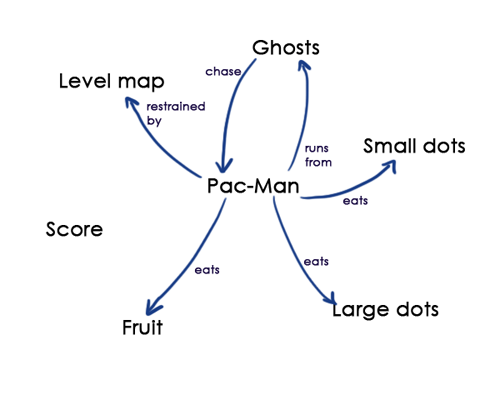 Ghosts
chase
Level map
restrained
by
runs
from
Small dots
Pac-Man
eats
Score
eats
eats
Large dots
Fruit